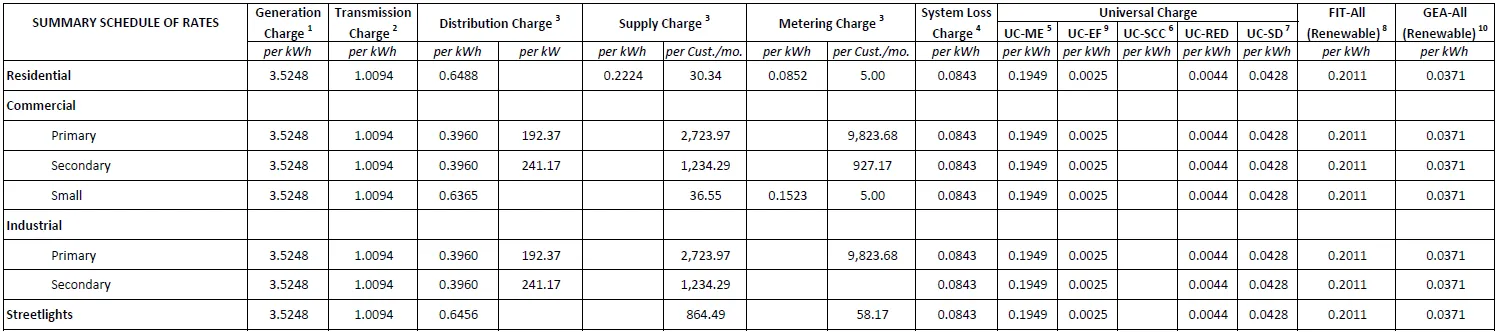 SUMMARY SCHEDULE OF RATES Generation Charge 1 Transmission Charge 2 Distribution Charge 3 Supply Charge 3 Metering Charge 3 System Loss Charge 4 Universal Charge FIT-All (Renewable) 8 GEA-All (Renewable) 10
UC-ME 5 UC-EF 9 UC-SCC 6 UC-RED UC-SD 7
per kWh per kWh per kWh per kW per kWh per Cust./mo. per kWh per Cust./mo. per kWh per kWh per kWh per kWh per kWh per kWh per kWh per kWh
Residential 3.5248 1.0094 0.6488 0.2224 30.34 0.0852 5.00 0.0843 0.1949 0.0025 0.0044 0.0428 0.2011 0.0371
Commercial
Primary 3.5248 1.0094 0.3960 192.37 2,723.97 9,823.68 0.0843 0.1949 0.0025 0.0044 0.0428 0.2011 0.0371
Secondary 3.5248 1.0094 0.3960 241.17 1,234.29 927.17 0.0843 0.1949 0.0025 0.0044 0.0428 0.2011 0.0371
Small 3.5248 1.0094 0.6365 36.55 0.1523 5.00 0.0843 0.1949 0.0025 0.0044 0.0428 0.2011 0.0371
Industrial
Primary 3.5248 1.0094 0.3960 192.37 2,723.97 9,823.68 0.0843 0.1949 0.0025 0.0044 0.0428 0.2011 0.0371
Secondary 3.5248 1.0094 0.3960 241.17 1,234.29 0.0843 0.1949 0.0025 0.0044 0.0428 0.2011 0.0371
Streetlights 3.5248 1.0094 0.6456 864.49 58.17 0.0843 0.1949 0.0025 0.0044 0.0428 0.2011 0.0371